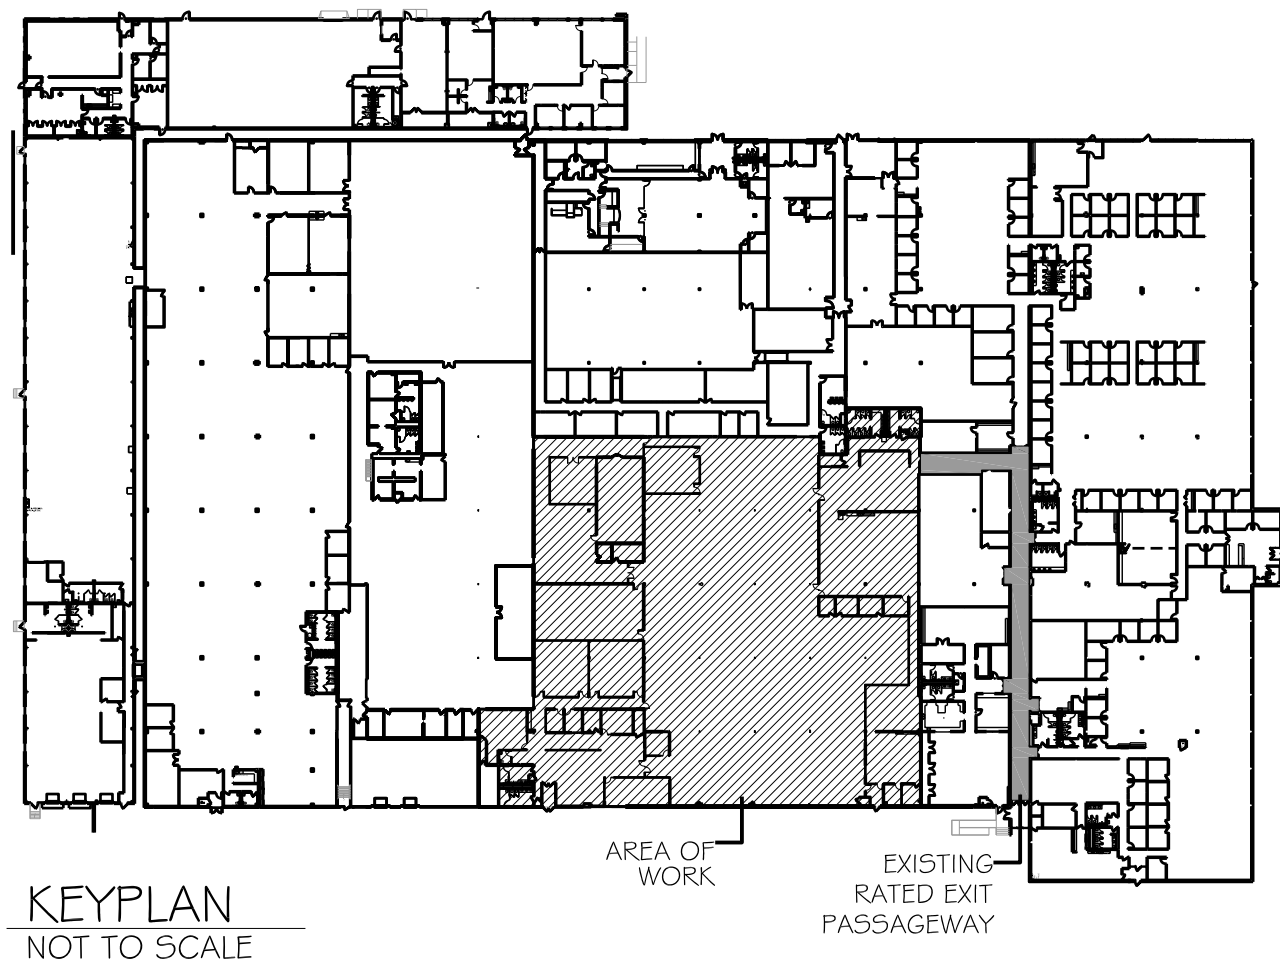 AREA OF
WORK
EXISTING
RATED EXIT
PASSAGEWAY
KEYPLAN
NOT TO SCALE